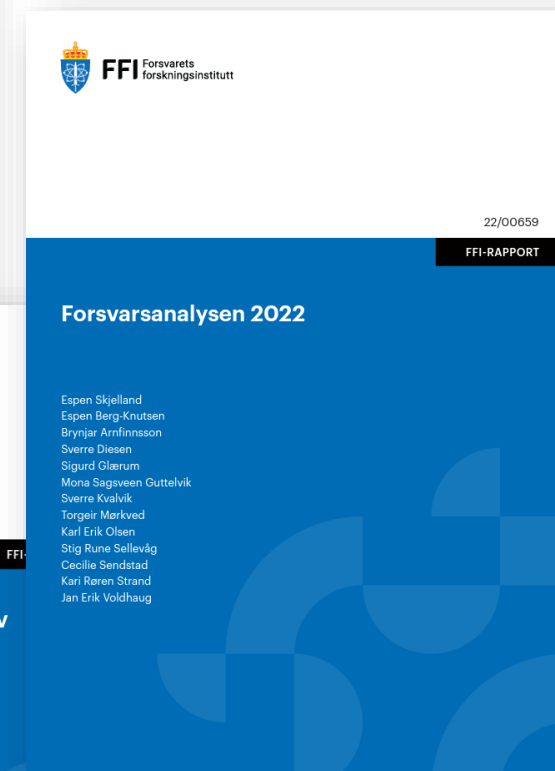 FFI Forsvarets
forskningsinstitutt
22/00659
FFI-RAPPORT
Forsvarsanalysen 2022
Espen Skjelland
Espen Berg-Knutsen
Brynjar Arnfinnsson
Sverre Diesen
Sigurd Glærum
Mona Sagsveen Guttelvik
Sverre Kvalvik
Torgeir Mørkved
Karl Erik Olsen
Stig Rune Sellevåg
Cecilie Sendstad
Kari Røren Strand
Jan Erik Voldhaug
FFI-